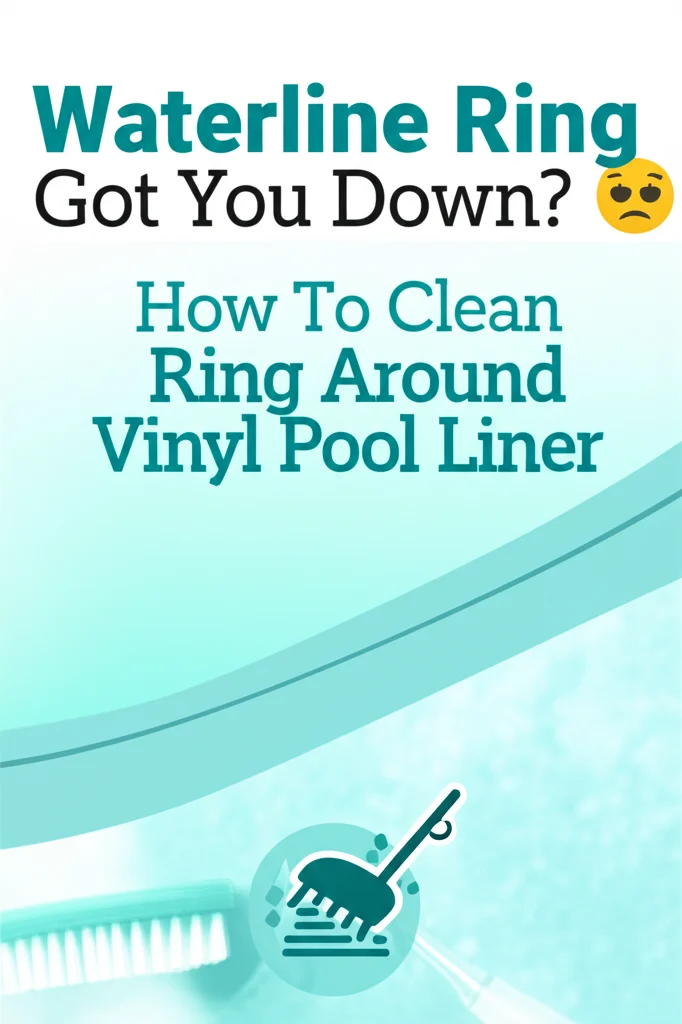 Waterline Ring
Got You Down? 😔
How To Clean
Ring Around
Vinyl Pool Liner